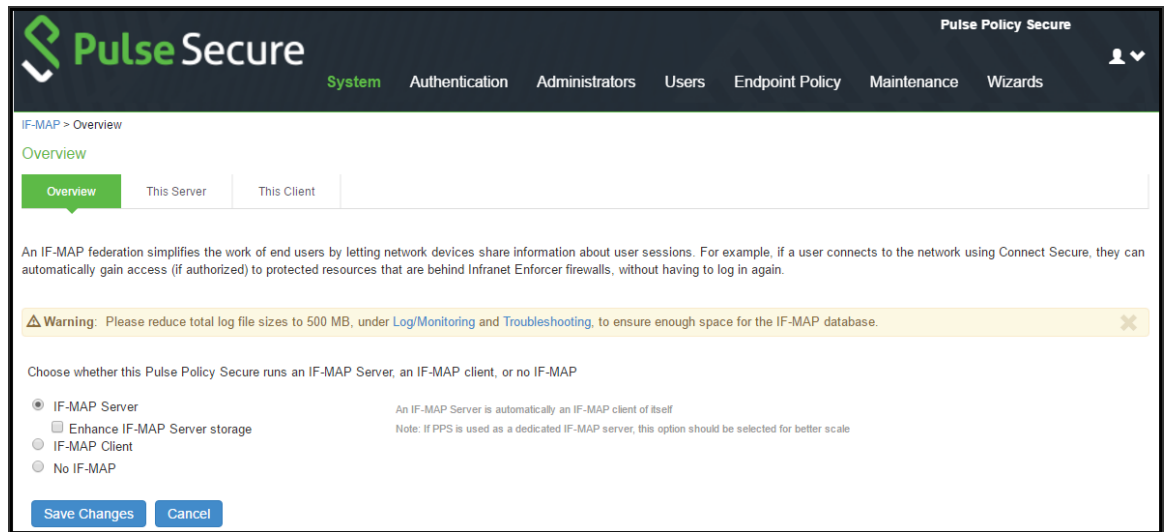 Pulse Policy Secure
Pulse Secure
System Authentication Administrators Users Endpoint Policy Maintenance Wizards
IF-MAP > Overview
Overview
Overview This Server This Client
An IF-MAP federation simplifies the work of end users by letting network devices share information about user sessions. For example, if a user connects to the network using Connect Secure, they can
automatically gain access (if authorized) to protected resources that are behind Infranet Enforcer firewalls, without having to log in again.
Warning: Please reduce total log file sizes to 500 MB, under Log/Monitoring and Troubleshooting, to ensure enough space for the IF-MAP database.
Choose whether this Pulse Policy Secure runs an IF-MAP Server, an IF-MAP client, or no IF-MAP
IF-MAP Server An IF-MAP Server is automatically an IF-MAP client of itself
Enhance IF-MAP Server storage Note: If PPS is used as a dedicated IF-MAP server, this option should be selected for better scale
IF-MAP Client
No IF-MAP
Save Changes Cancel